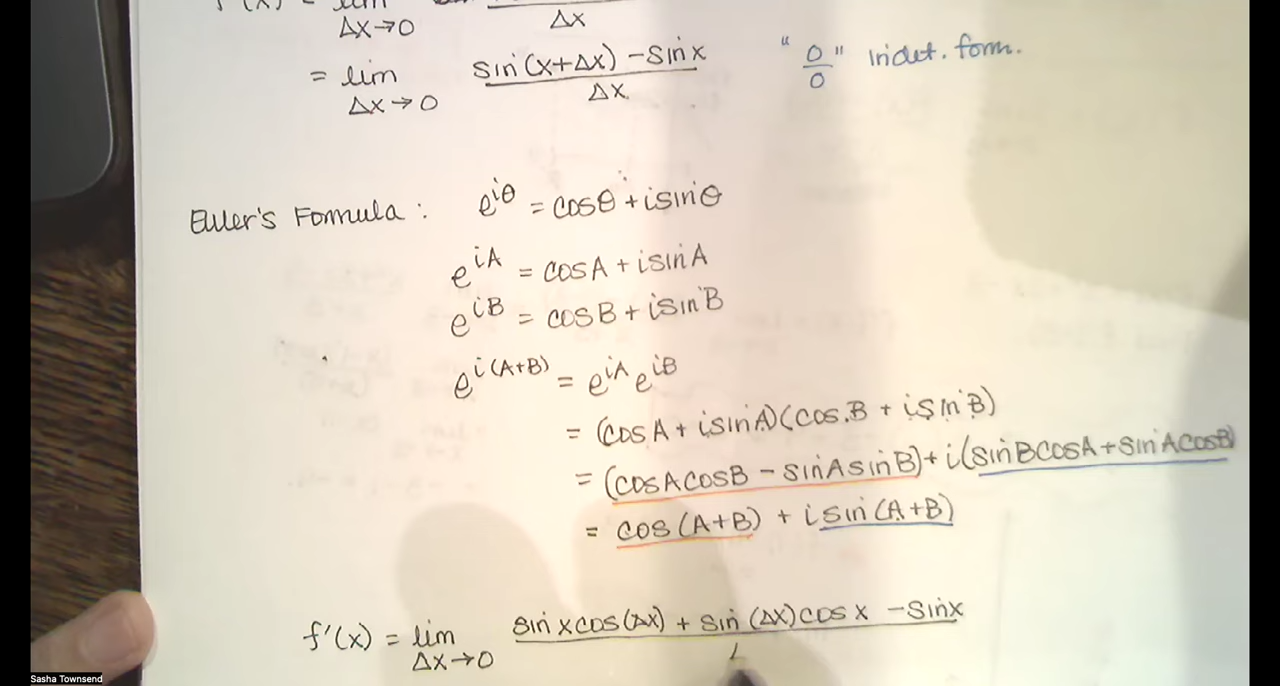 f'(x) = lim
Δx→0 Δx
= lim sin(x+Δx) - sin x / Δx "0/0" indet. form.
Δx→0
Euler's Formula: e^{iθ} = cosθ + isinθ
e^{iA} = cosA + isinA
e^{iB} = cosB + isinB
e^{i(A+B)} = e^{iA} e^{iB}
= (cosA + isinA)(cosB + isinB)
= (cosAcosB - sinAsinB) + i(sinBcosA + sinAcosB)
= cos(A+B) + isin(A+B)
f'(x) = lim sin x cos(Δx) + sin(Δx)cos x - sin x
Δx→0
Sasha Townsend